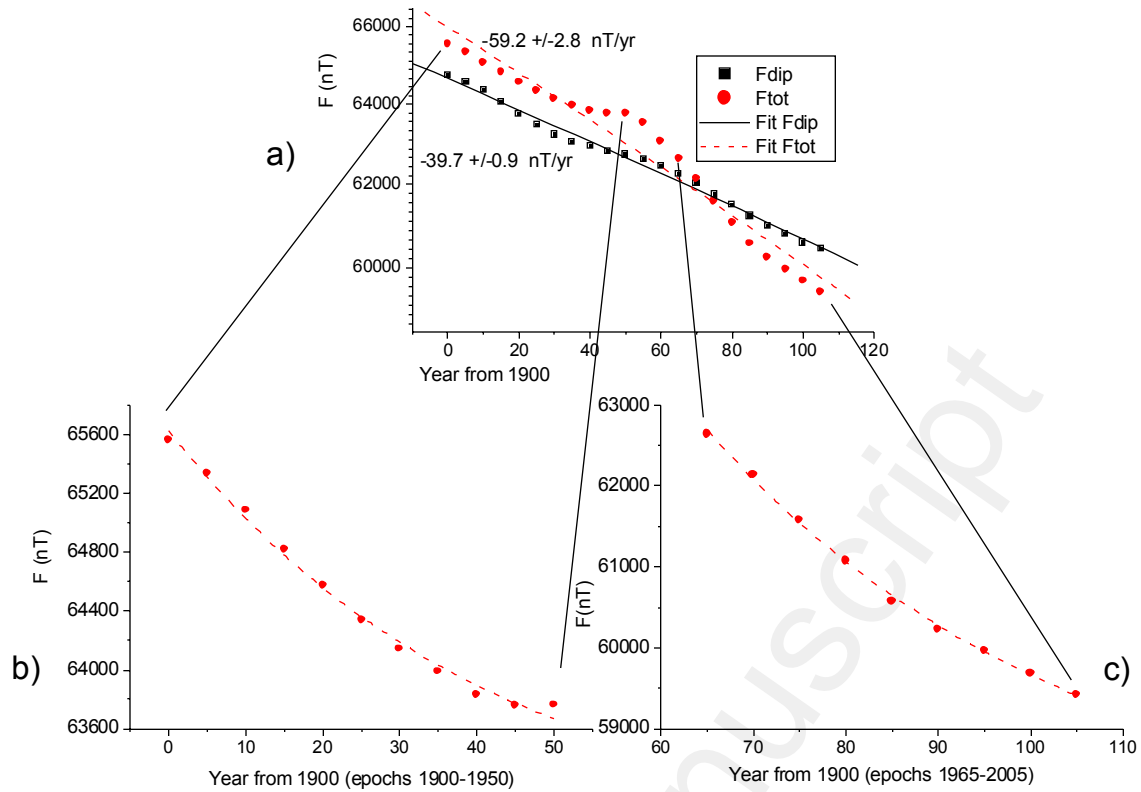 66000
64000
62000
60000
F (nT)
-59.2 +/-2.8 nT/yr
-39.7 +/-0.9 nT/yr
Fdip
Ftot
Fit Fdip
Fit Ftot
a)
0 20 40 60 80 100 120
Year from 1900
65600
65200
64800
64400
64000
63600
F (nT)
b)
0 10 20 30 40 50
Year from 1900 (epochs 1900-1950)
63000
62000
61000
60000
59000
F(nT)
c)
60 70 80 90 100 110
Year from 1900 (epochs 1965-2005)
nuscript